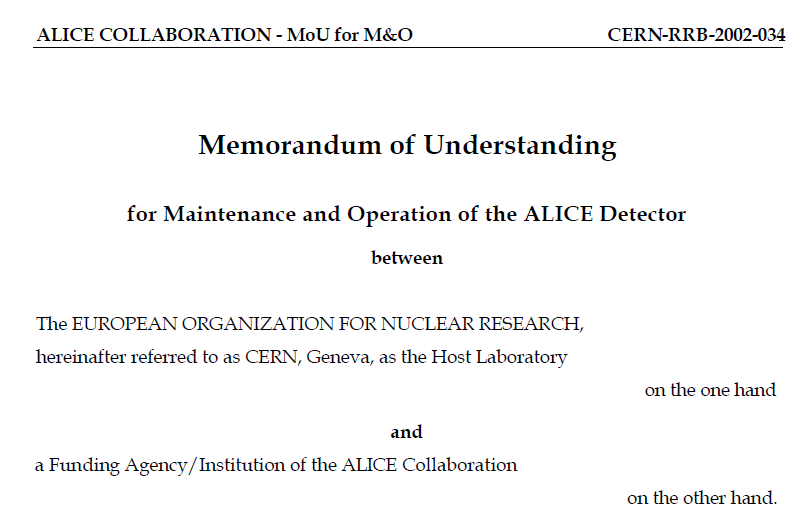 ALICE COLLABORATION - MoU for M&O CERN-RRB-2002-034
Memorandum of Understanding
for Maintenance and Operation of the ALICE Detector
between
The EUROPEAN ORGANIZATION FOR NUCLEAR RESEARCH,
hereinafter referred to as CERN, Geneva, as the Host Laboratory
on the one hand
and
a Funding Agency/Institution of the ALICE Collaboration
on the other hand.